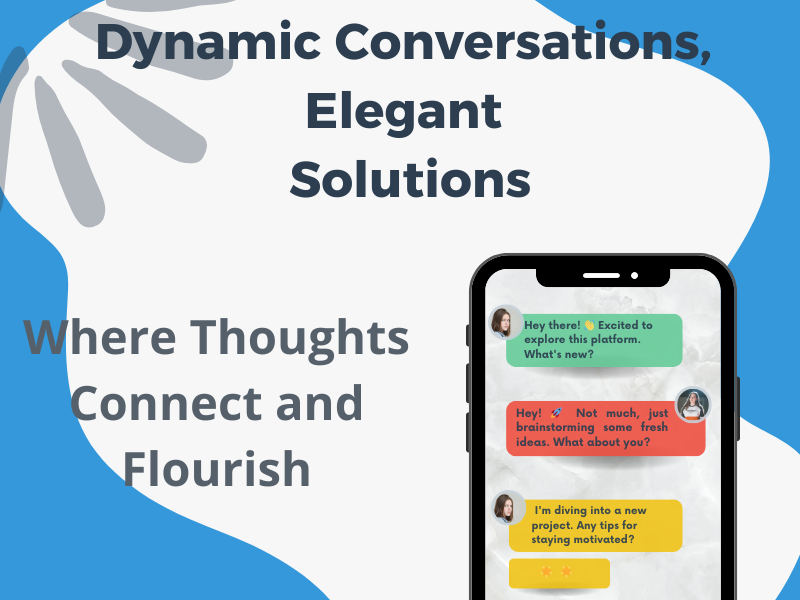 Dynamic Conversations,
Elegant
Solutions
Where Thoughts
Connect and
Flourish
Hey there! 👋 Excited to
explore this platform.
What's new?
Hey! 🚀 Not much, just
brainstorming some fresh
ideas. What about you?
I'm diving into a new
project. Any tips for
staying motivated?
🌟 🌟